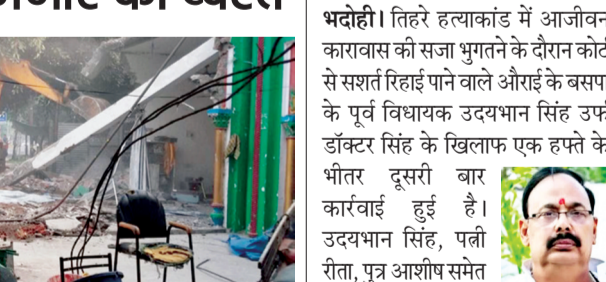 भदोही। तिहरे हत्याकांड में आजीवन
कारावास की सजा भुगतने के दौरान कोर्ट
से सशर्त रिहाई पाने वाले औराई के बसपा
के पूर्व विधायक उदयभान सिंह उर्फ
डॉक्टर सिंह के खिलाफ एक हफ्ते के
भीतर दूसरी बार
कार्रवाई हुई है।
उदयभान सिंह, पत्नी
रीता, पुत्र आशीष समेत